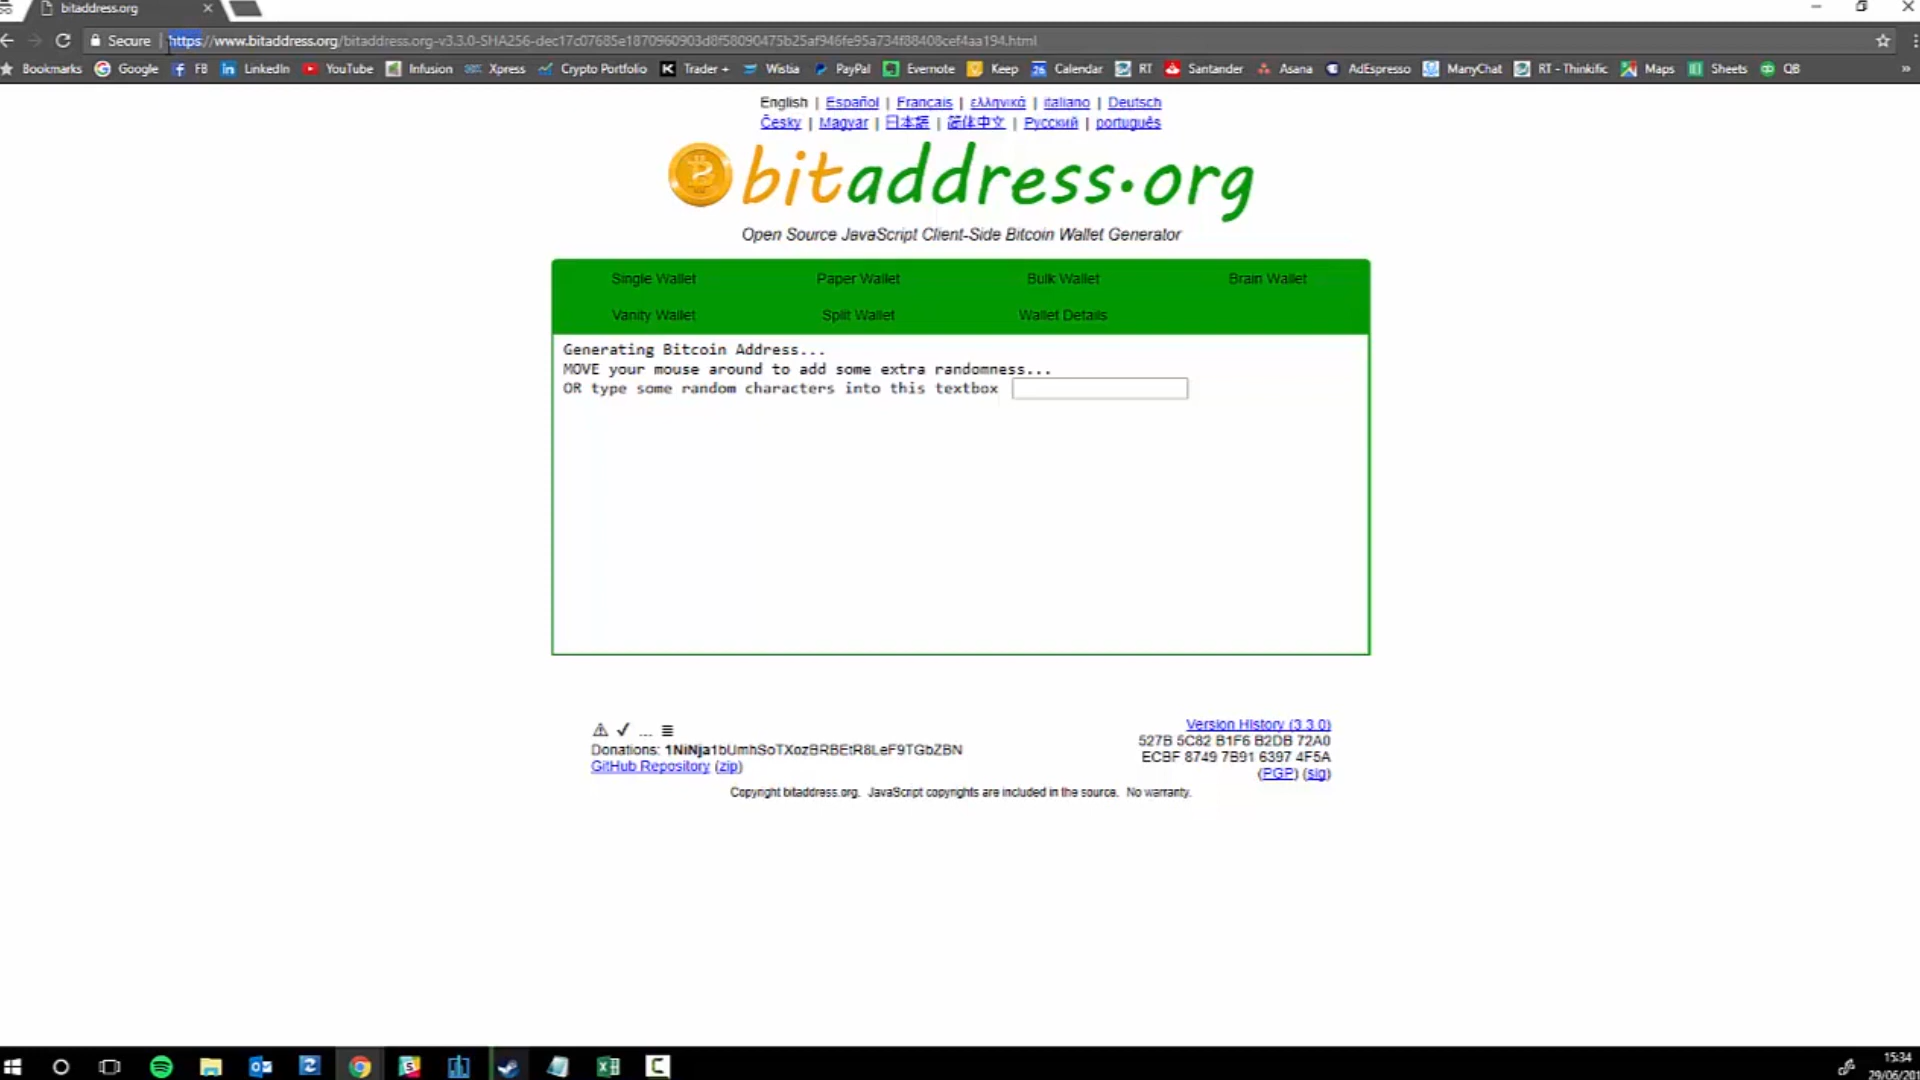 bitaddress.org
Secure | https://www.bitaddress.org/bitaddress.org-v3.3.0-SHA256-dec17c07685e1870960903d8f58090475b25af946fe95a734f88408cef4aa194.html
Bookmarks Google FB LinkedIn YouTube Infusion Xpress Crypto Portfolio Trader + Wistia PayPal Evernote Keep Calendar RT Santander Asana AdEspresso ManyChat RT - Thinkific Maps Sheets QB »
English | Español | Français | ελληνικά | italiano | Deutsch
Česky | Magyar | 日本語 | 简体中文 | Русский | português
bitaddress.org
Open Source JavaScript Client-Side Bitcoin Wallet Generator
Single Wallet Paper Wallet Bulk Wallet Brain Wallet
Vanity Wallet Split Wallet Wallet Details
Generating Bitcoin Address...
MOVE your mouse around to add some extra randomness...
OR type some random characters into this textbox
Version History (3.3.0)
Donations: 1NiNja1bUmhSoTXozBRBEtR8LeF9TGbZBN
527B 5C82 B1F6 B2DB 72A0
ECBF 8749 7B91 6397 4F5A
GitHub Repository (zip)
(PGP) (sig)
Copyright bitaddress.org. JavaScript copyrights are included in the source. No warranty.
15:34
29/06/201